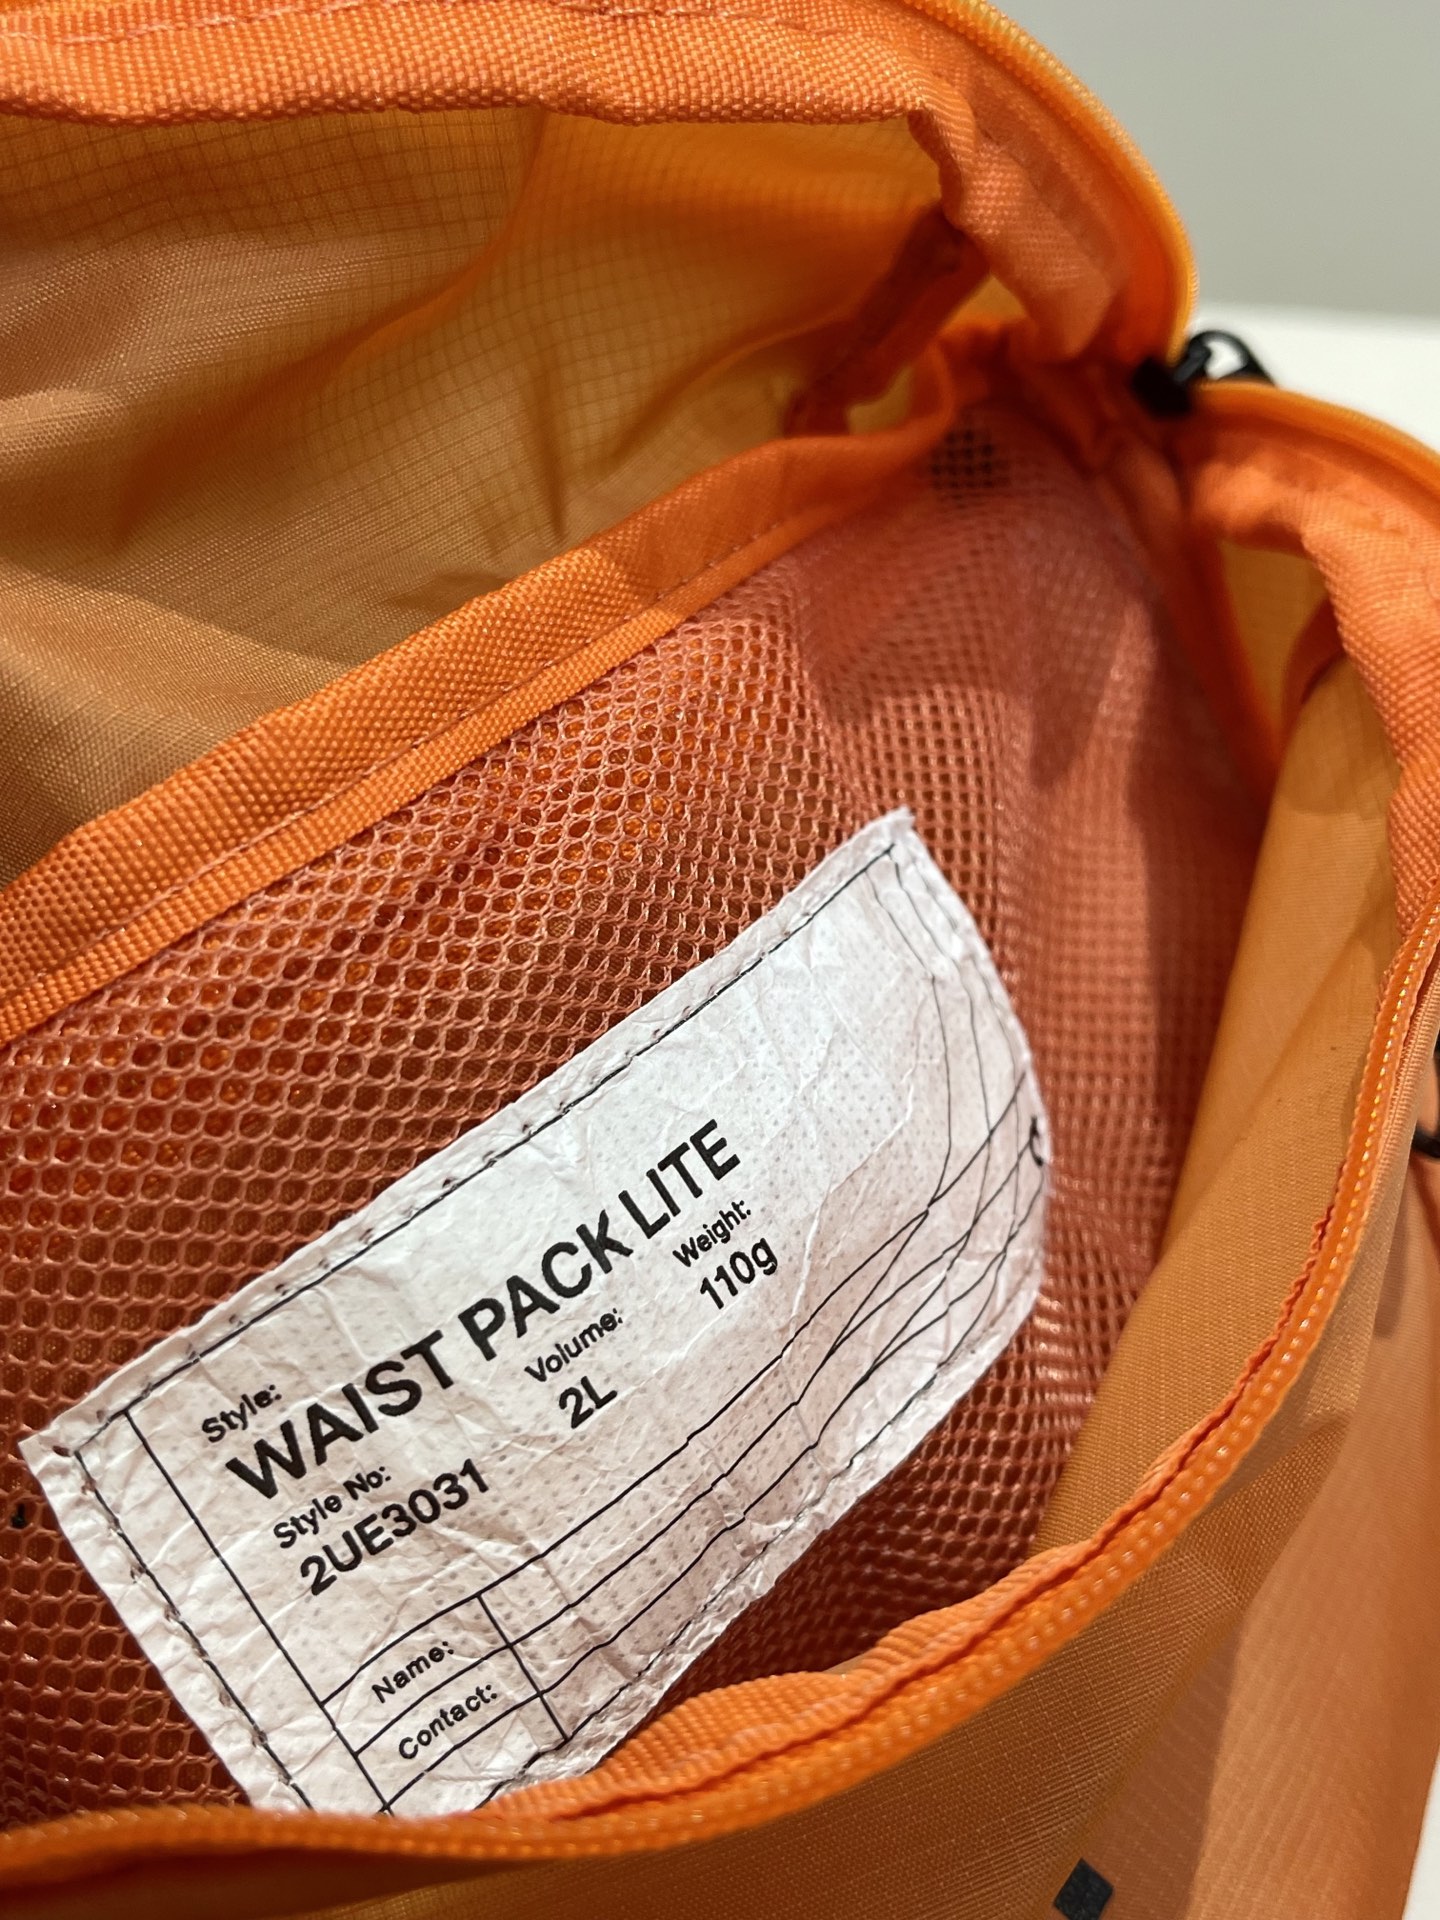 Style:
WAIST PACK LITE
Style No:
2UE3031
Volume:
2L
Weight:
110g
Name:
Contact: